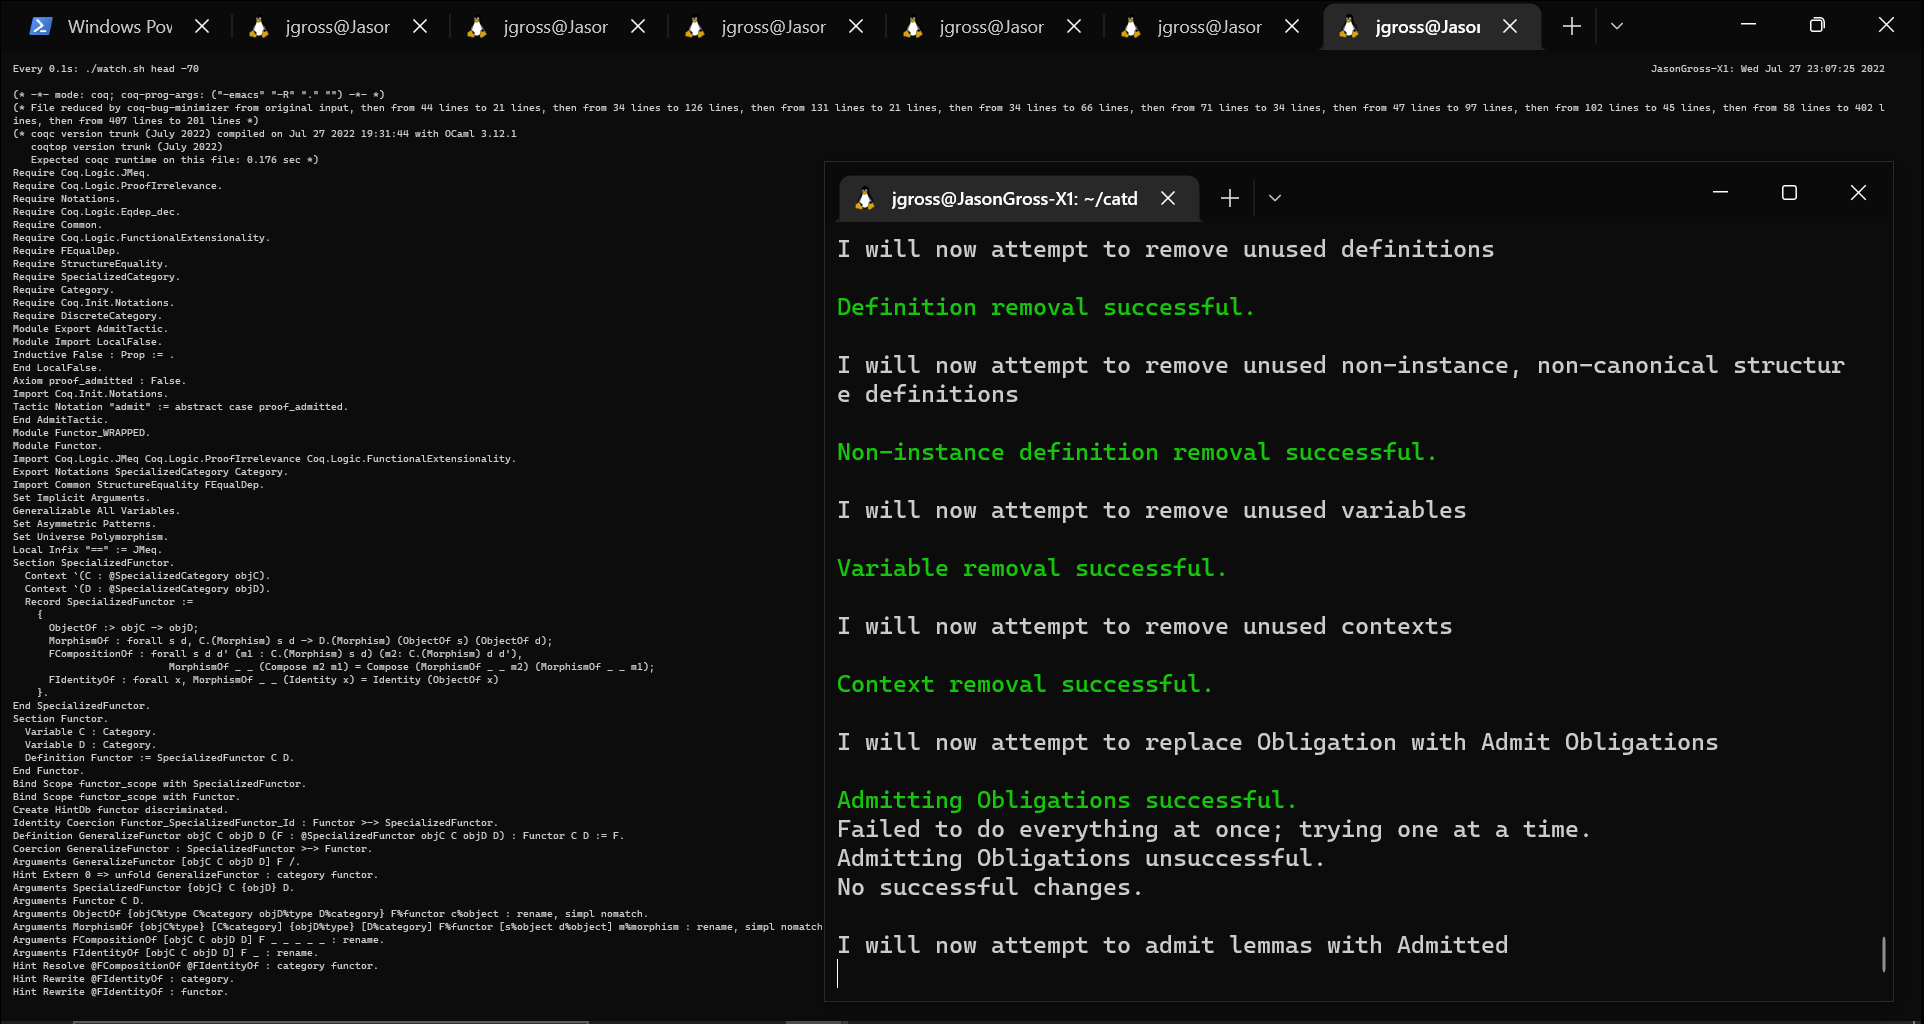 Windows Pov
jgross@Jasor
jgross@Jasor
jgross@Jasor
jgross@Jasor
jgross@Jasor
jgross@Jasor
Every 0.1s: ./watch.sh head -70
JasonGross-X1: Wed Jul 27 23:07:25 2022
(* -*- mode: coq; coq-prog-args: ("-emacs" "-R" "." "") -*- *)
(* File reduced by coq-bug-minimizer from original input, then from 44 lines to 21 lines, then from 34 lines to 126 lines, then from 131 lines to 21 lines, then from 34 lines to 66 lines, then from 71 lines to 34 lines, then from 47 lines to 97 lines, then from 102 lines to 45 lines, then from 58 lines to 402 l
ines, then from 407 lines to 201 lines *)
(* coqc version trunk (July 2022) compiled on Jul 27 2022 19:31:44 with OCaml 3.12.1
   coqtop version trunk (July 2022)
   Expected coqc runtime on this file: 0.176 sec *)
Require Coq.Logic.JMeq.
Require Coq.Logic.ProofIrrelevance.
Require Notations.
Require Coq.Logic.Eqdep_dec.
Require Common.
Require Coq.Logic.FunctionalExtensionality.
Require FEqualDep.
Require StructureEquality.
Require SpecializedCategory.
Require Category.
Require Coq.Init.Notations.
Require DiscreteCategory.
Module Export AdmitTactic.
Module Import LocalFalse.
Inductive False : Prop := .
End LocalFalse.
Axiom proof_admitted : False.
Import Coq.Init.Notations.
Tactic Notation "admit" := abstract case proof_admitted.
End AdmitTactic.
Module Functor_WRAPPED.
Module Functor.
Import Coq.Logic.JMeq Coq.Logic.ProofIrrelevance Coq.Logic.FunctionalExtensionality.
Export Notations SpecializedCategory Category.
Import Common StructureEquality FEqualDep.
Set Implicit Arguments.
Generalizable All Variables.
Set Asymmetric Patterns.
Set Universe Polymorphism.
Local Infix "==" := JMeq.
Section SpecializedFunctor.
  Context `(C : @SpecializedCategory objC).
  Context `(D : @SpecializedCategory objD).
  Record SpecializedFunctor :=
    {
      ObjectOf :> objC -> objD;
      MorphismOf : forall s d, C.(Morphism) s d -> D.(Morphism) (ObjectOf s) (ObjectOf d);
      FCompositionOf : forall s d d' (m1 : C.(Morphism) s d) (m2: C.(Morphism) d d'),
                          MorphismOf _ _ (Compose m2 m1) = Compose (MorphismOf _ _ m2) (MorphismOf _ _ m1);
      FIdentityOf : forall x, MorphismOf _ _ (Identity x) = Identity (ObjectOf x)
    }.
End SpecializedFunctor.
Section Functor.
  Variable C : Category.
  Variable D : Category.
  Definition Functor := SpecializedFunctor C D.
End Functor.
Bind Scope functor_scope with SpecializedFunctor.
Bind Scope functor_scope with Functor.
Create HintDb functor discriminated.
Identity Coercion Functor_SpecializedFunctor_Id : Functor >-> SpecializedFunctor.
Definition GeneralizeFunctor objC C objD D (F : @SpecializedFunctor objC C objD D) : Functor C D := F.
Coercion GeneralizeFunctor : SpecializedFunctor >-> Functor.
Arguments GeneralizeFunctor [objC C objD D] F /.
Hint Extern 0 => unfold GeneralizeFunctor : category functor.
Arguments SpecializedFunctor {objC} C {objD} D.
Arguments Functor C D.
Arguments ObjectOf {objC%type C%category objD%type D%category} F%functor c%object : rename, simpl nomatch.
Arguments MorphismOf {objC%type} [C%category] {objD%type} [D%category] F%functor [s%object d%object] m%morphism : rename, simpl nomatch
Arguments FCompositionOf [objC C objD D] F _ _ _ _ _ : rename.
Arguments FIdentityOf [objC C objD D] F _ : rename.
Hint Resolve @FCompositionOf @FIdentityOf : category functor.
Hint Rewrite @FIdentityOf : category.
Hint Rewrite @FIdentityOf : functor.
jgross@JasonGross-X1: ~/catd
I will now attempt to remove unused definitions
Definition removal successful.
I will now attempt to remove unused non-instance, non-canonical structur
e definitions
Non-instance definition removal successful.
I will now attempt to remove unused variables
Variable removal successful.
I will now attempt to remove unused contexts
Context removal successful.
I will now attempt to replace Obligation with Admit Obligations
Admitting Obligations successful.
Failed to do everything at once; trying one at a time.
Admitting Obligations unsuccessful.
No successful changes.
I will now attempt to admit lemmas with Admitted